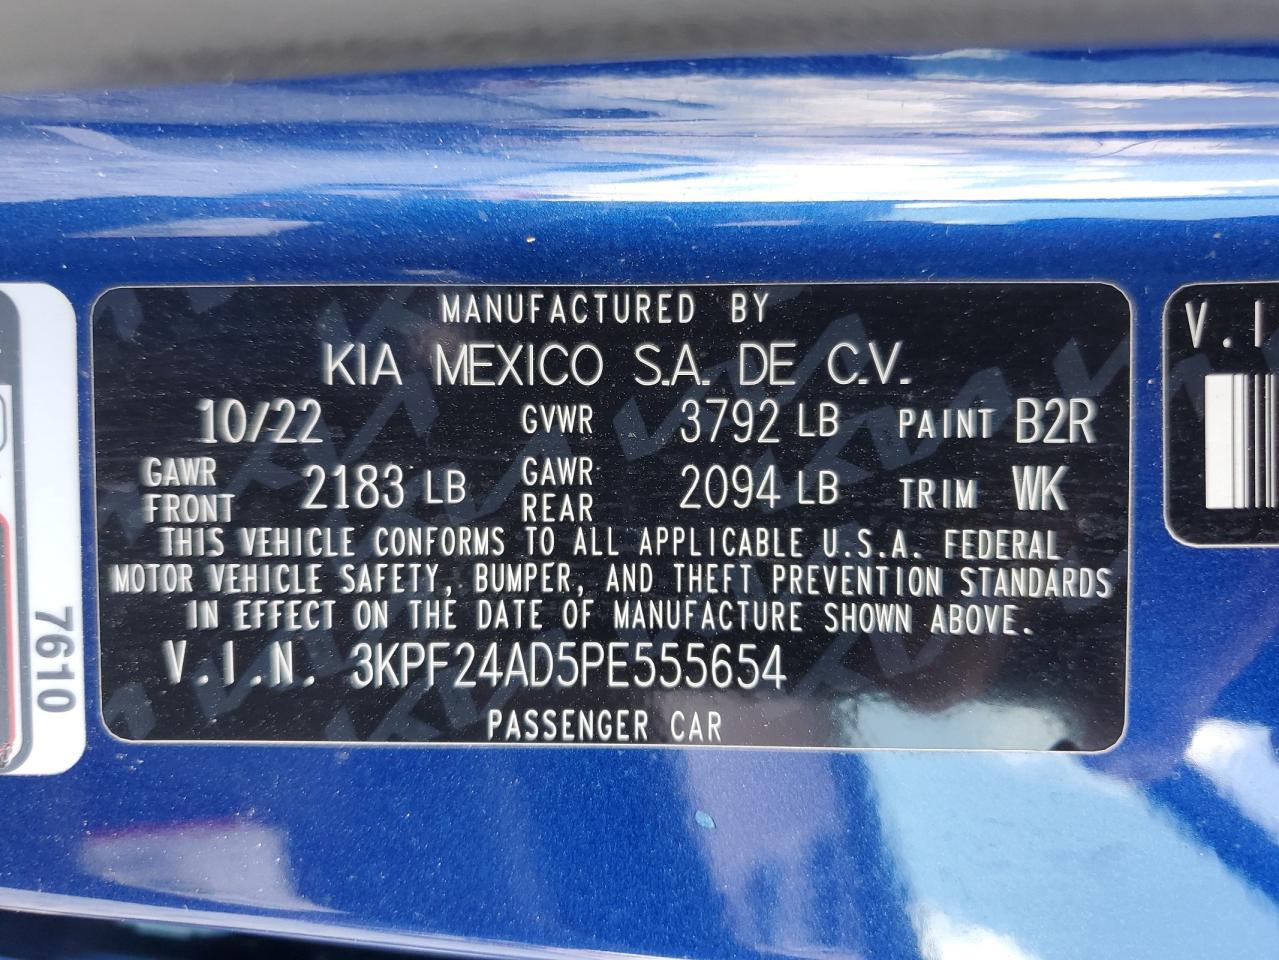 MANUFACTURED BY
KIA MEXICO S.A. DE C.V.
10/22 GVWR 3792 LB PAINT B2R
GAWR FRONT 2183 LB GAWR REAR 2094 LB TRIM WK
THIS VEHICLE CONFORMS TO ALL APPLICABLE U.S.A. FEDERAL
MOTOR VEHICLE SAFETY, BUMPER, AND THEFT PREVENTION STANDARDS
IN EFFECT ON THE DATE OF MANUFACTURE SHOWN ABOVE.
V.I.N. 3KPF24AD5PE555654
PASSENGER CAR
7610
V.I